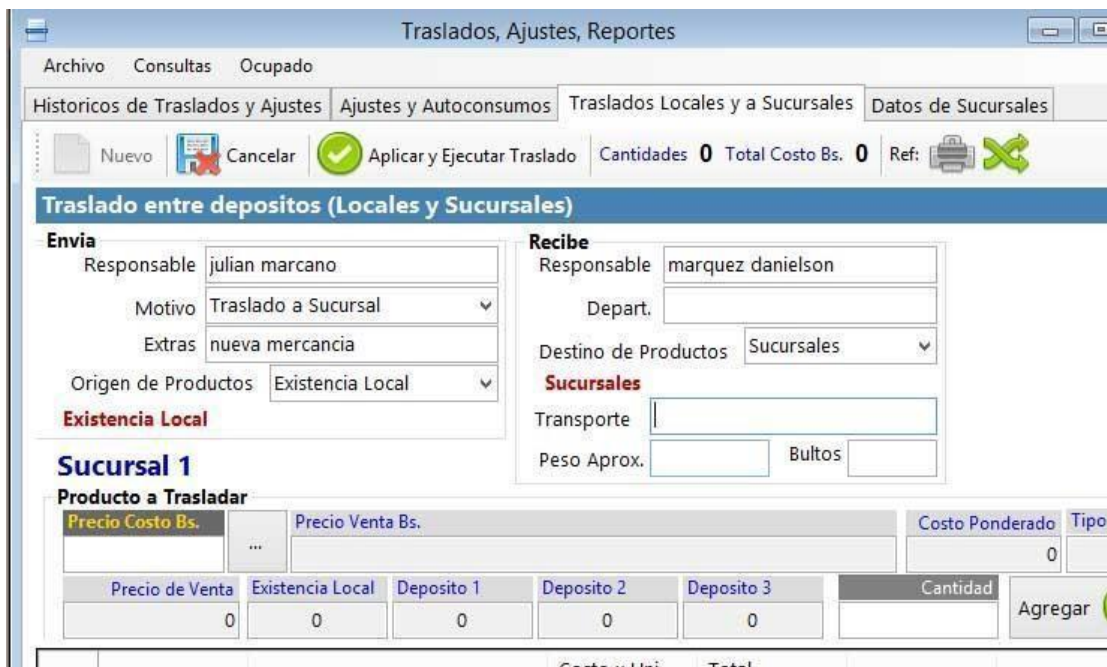 Traslados, Ajustes, Reportes
Archivo Consultas Ocupado
Historicos de Traslados y Ajustes Ajustes y Autoconsumos Traslados Locales y a Sucursales Datos de Sucursales
Nuevo Cancelar Aplicar y Ejecutar Traslado Cantidades 0 Total Costo Bs. 0 Ref:
Traslado entre depositos (Locales y Sucursales)
Envia
Responsable julian marcano
Motivo Traslado a Sucursal
Extras nueva mercancia
Origen de Productos Existencia Local
Existencia Local
Recibe
Responsable marquez danielson
Depart.
Destino de Productos Sucursales
Sucursales
Transporte
Peso Aprox. Bultos
Sucursal 1
Producto a Trasladar
Precio Costo Bs. ... Precio Venta Bs. Costo Ponderado Tipo
0
Precio de Venta Existencia Local Deposito 1 Deposito 2 Deposito 3 Cantidad
0 0 0 0 0 Agregar